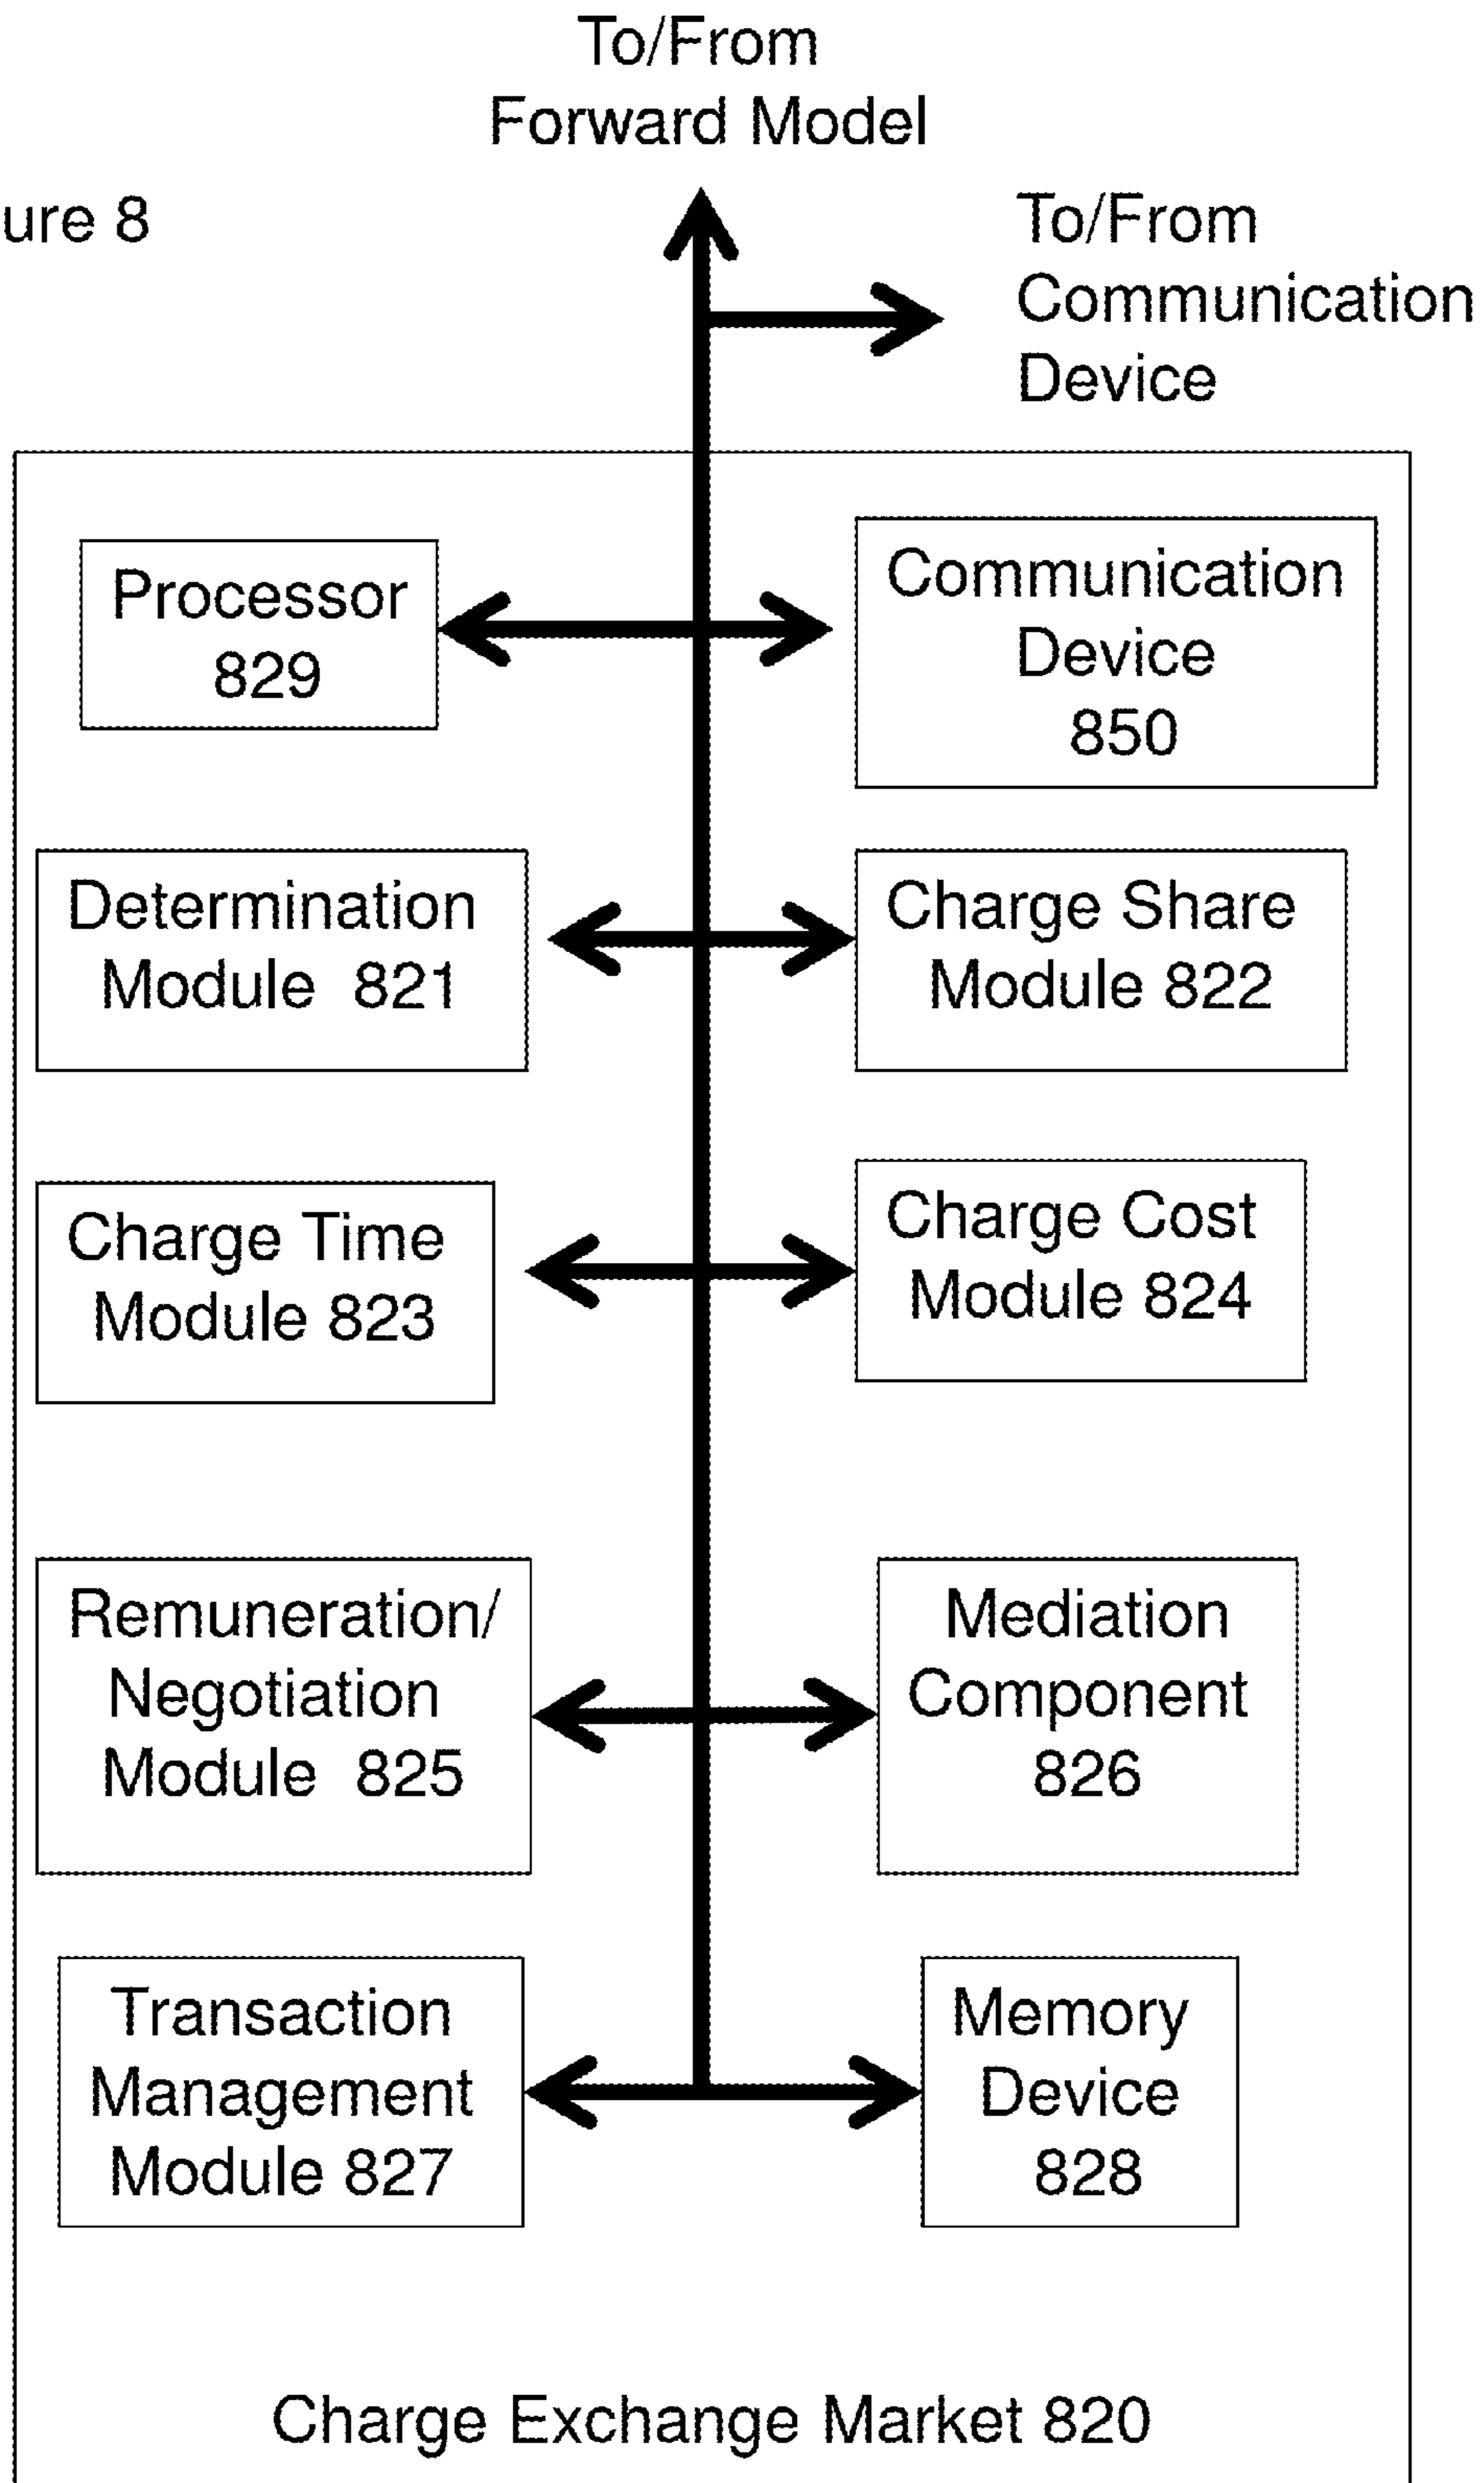 To/From
Forward Model
ure 8
To/From
Communication
Device
Processor
829
Communication
Device
850
Determination
Module 821
Charge Share
Module 822
Charge Time
Module 823
Charge Cost
Module 824
Remuneration/
Negotiation
Module 825
Mediation
Component
826
Transaction
Management
Module 827
Memory
Device
828
Charge Exchange Market 820